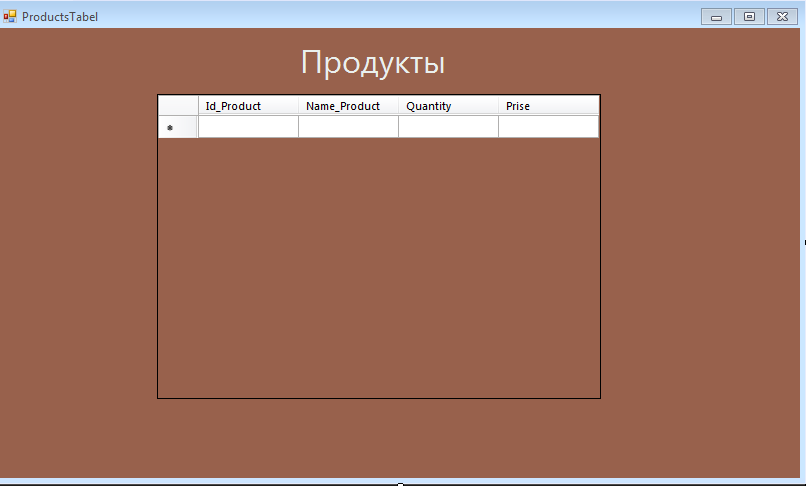 ProductsTabel
Продукты
Id_Product Name_Product Quantity Prise